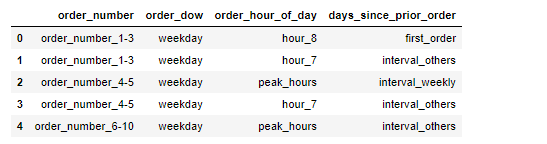 order_number order_dow order_hour_of_day days_since_prior_order
0 order_number_1-3 weekday hour_8 first_order
1 order_number_1-3 weekday hour_7 interval_others
2 order_number_4-5 weekday peak_hours interval_weekly
3 order_number_4-5 weekday hour_7 interval_others
4 order_number_6-10 weekday peak_hours interval_others